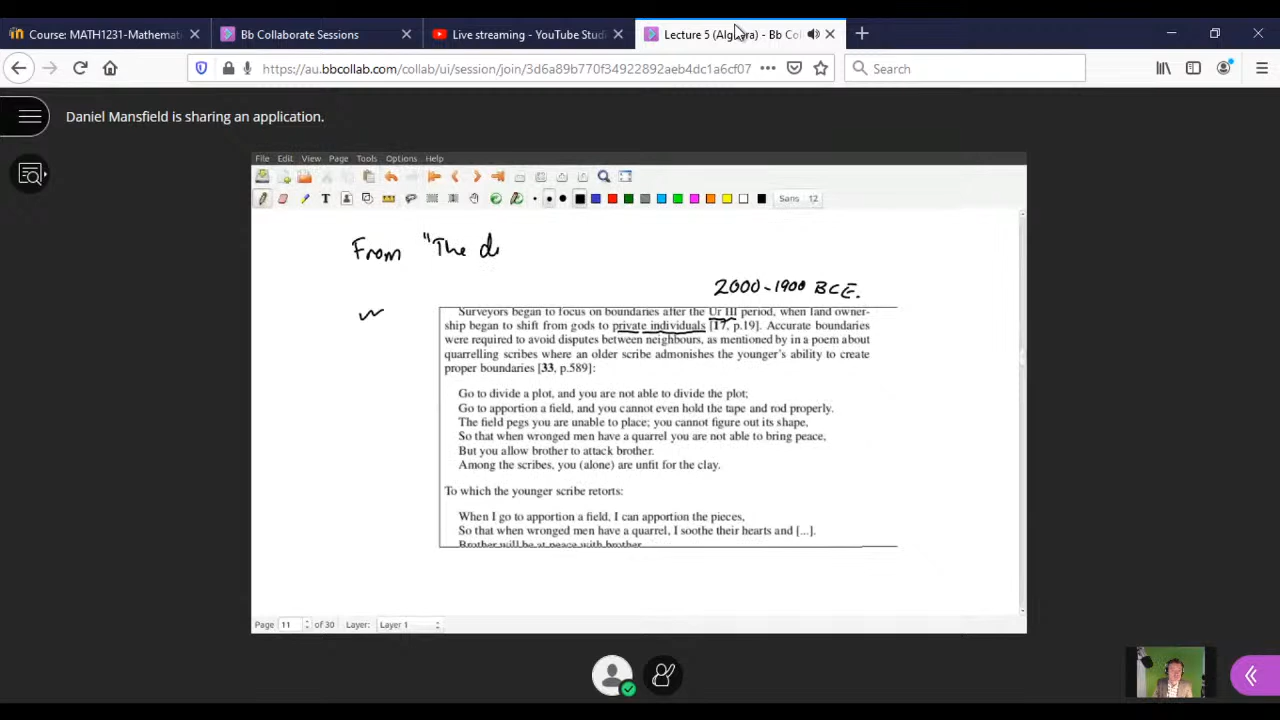 Course: MATH1231-Mathemat
Bb Collaborate Sessions
Live streaming - YouTube Stud
Lecture 5 (Algebra) - Bb Col
https://au.bbcollab.com/collab/ui/session/join/3d6a89b770f34922892aeb4dc1a6cf07
Search
Daniel Mansfield is sharing an application.
File Edit View Page Tools Options Help
Sans 12
From "The de
2000-1900 BCE.
Surveyors began to focus on boundaries after the Ur III period, when land owner-
ship began to shift from gods to private individuals [17, p.19]. Accurate boundaries
were required to avoid disputes between neighbours, as mentioned by in a poem about
quarrelling scribes where an older scribe admonishes the younger's ability to create
proper boundaries [33, p.589]:
Go to divide a plot, and you are not able to divide the plot;
Go to apportion a field, and you cannot even hold the tape and rod properly.
The field pegs you are unable to place; you cannot figure out its shape,
So that when wronged men have a quarrel you are not able to bring peace,
But you allow brother to attack brother.
Among the scribes, you (alone) are unfit for the clay.
To which the younger scribe retorts:
When I go to apportion a field, I can apportion the pieces,
So that when wronged men have a quarrel, I soothe their hearts and [...].
Brother will be at peace with brother
Page 11 of 30 Layer: Layer 1